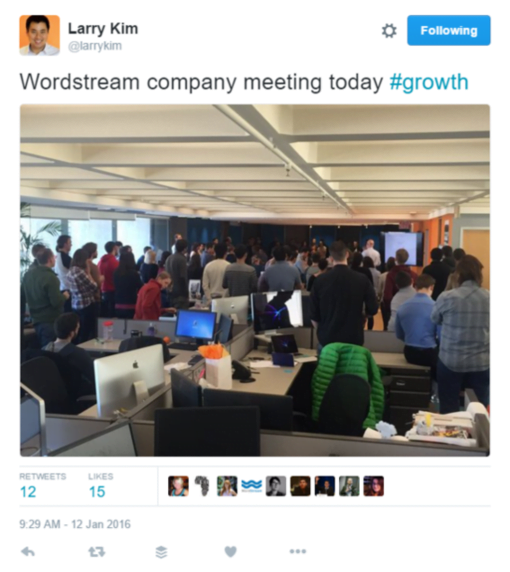 Larry Kim
@larrykim
Following
Wordstream company meeting today #growth
RETWEETS LIKES
12 15
9:29 AM - 12 Jan 2016